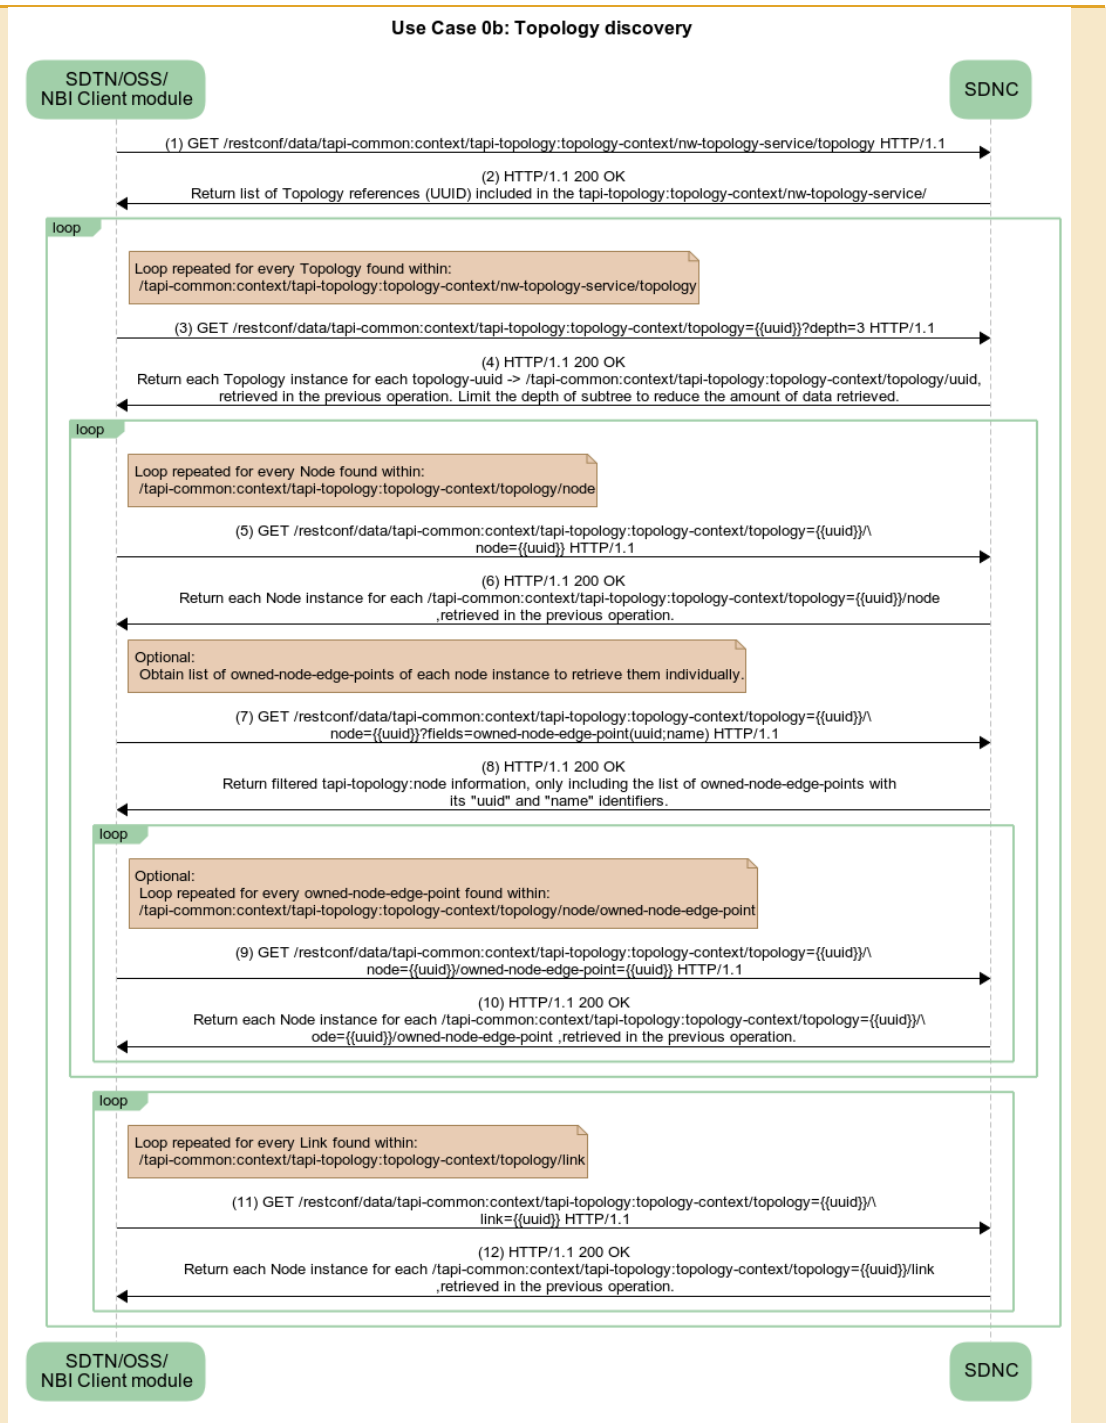 Use Case 0b: Topology discovery
SDTN/OSS/
NBI Client module
SDNC
(1) GET /restconf/data/tapi-common:context/tapi-topology:topology-context/nw-topology-service/topology HTTP/1.1
(2) HTTP/1.1 200 OK
Return list of Topology references (UUID) included in the tapi-topology:topology-context/nw-topology-service/
loop
Loop repeated for every Topology found within:
/tapi-common:context/tapi-topology:topology-context/nw-topology-service/topology
(3) GET /restconf/data/tapi-common:context/tapi-topology:topology-context/topology={{uuid}}?depth=3 HTTP/1.1
(4) HTTP/1.1 200 OK
Return each Topology instance for each topology-uuid -> /tapi-common:context/tapi-topology:topology-context/topology/uuid,
retrieved in the previous operation. Limit the depth of subtree to reduce the amount of data retrieved.
loop
Loop repeated for every Node found within:
/tapi-common:context/tapi-topology:topology-context/topology/node
(5) GET /restconf/data/tapi-common:context/tapi-topology:topology-context/topology={{uuid}}/\
node={{uuid}} HTTP/1.1
(6) HTTP/1.1 200 OK
Return each Node instance for each /tapi-common:context/tapi-topology:topology-context/topology={{uuid}}/node
,retrieved in the previous operation.
Optional:
Obtain list of owned-node-edge-points of each node instance to retrieve them individually.
(7) GET /restconf/data/tapi-common:context/tapi-topology:topology-context/topology={{uuid}}/\
node={{uuid}}?fields=owned-node-edge-point(uuid;name) HTTP/1.1
(8) HTTP/1.1 200 OK
Return filtered tapi-topology:node information, only including the list of owned-node-edge-points with
its "uuid" and "name" identifiers.
loop
Optional:
Loop repeated for every owned-node-edge-point found within:
/tapi-common:context/tapi-topology:topology-context/topology/node/owned-node-edge-point
(9) GET /restconf/data/tapi-common:context/tapi-topology:topology-context/topology={{uuid}}/\
node={{uuid}}/owned-node-edge-point={{uuid}} HTTP/1.1
(10) HTTP/1.1 200 OK
Return each Node instance for each /tapi-common:context/tapi-topology:topology-context/topology={{uuid}}/\
ode={{uuid}}/owned-node-edge-point ,retrieved in the previous operation.
loop
Loop repeated for every Link found within:
/tapi-common:context/tapi-topology:topology-context/topology/link
(11) GET /restconf/data/tapi-common:context/tapi-topology:topology-context/topology={{uuid}}/\
link={{uuid}} HTTP/1.1
(12) HTTP/1.1 200 OK
Return each Node instance for each /tapi-common:context/tapi-topology:topology-context/topology={{uuid}}/link
,retrieved in the previous operation.
SDTN/OSS/
NBI Client module
SDNC